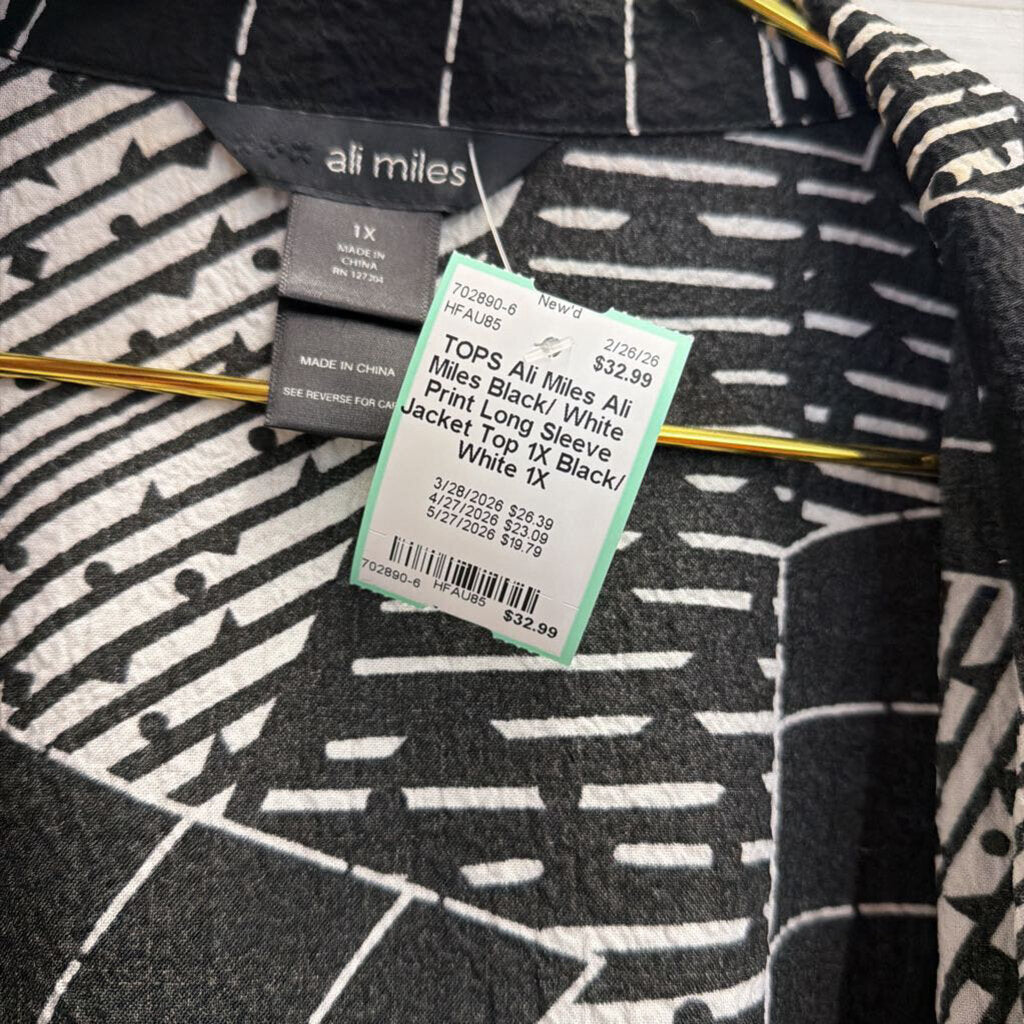 ali miles
1X
MADE IN
CHINA
RN 127264
MADE IN CHINA
SEE REVERSE FOR
702890-6
New'd
HFAU85
2/26/26
$32.99
TOPS Ali Miles Ali
Miles Black/ White
Print Long Sleeve
Jacket Top 1X Black/
White 1X
3/28/2026 $26.39
4/27/2026 $23.09
5/27/2026 $19.79
702890-6 HFAU85
$32.99